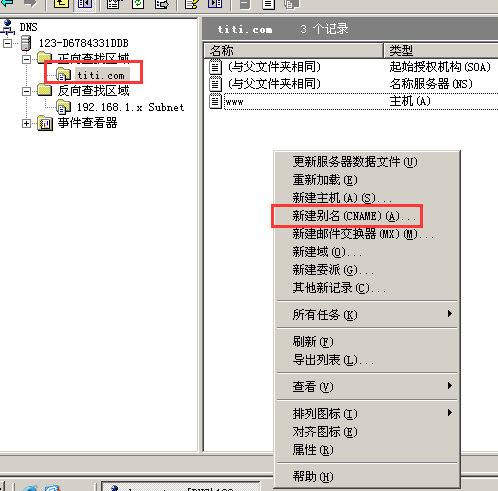 DNS
123-D6784331DDB
正向查找区域
titi.com
反向查找区域
192.168.1.x Subnet
事件查看器
titi.com 3 个记录
名称 类型
(与父文件夹相同) 起始授权机构(SOA)
(与父文件夹相同) 名称服务器(NS)
www 主机(A)
更新服务器数据文件(U)
重新加载(E)
新建主机(A)(S)...
新建别名(CNAME)(A)...
新建邮件交换器(MX)(M)...
新建域(O)...
新建委派(G)...
其他新记录(C)...
所有任务(K)
刷新(F)
导出列表(L)...
查看(V)
排列图标(I)
对齐图标(E)
属性(R)
帮助(H)